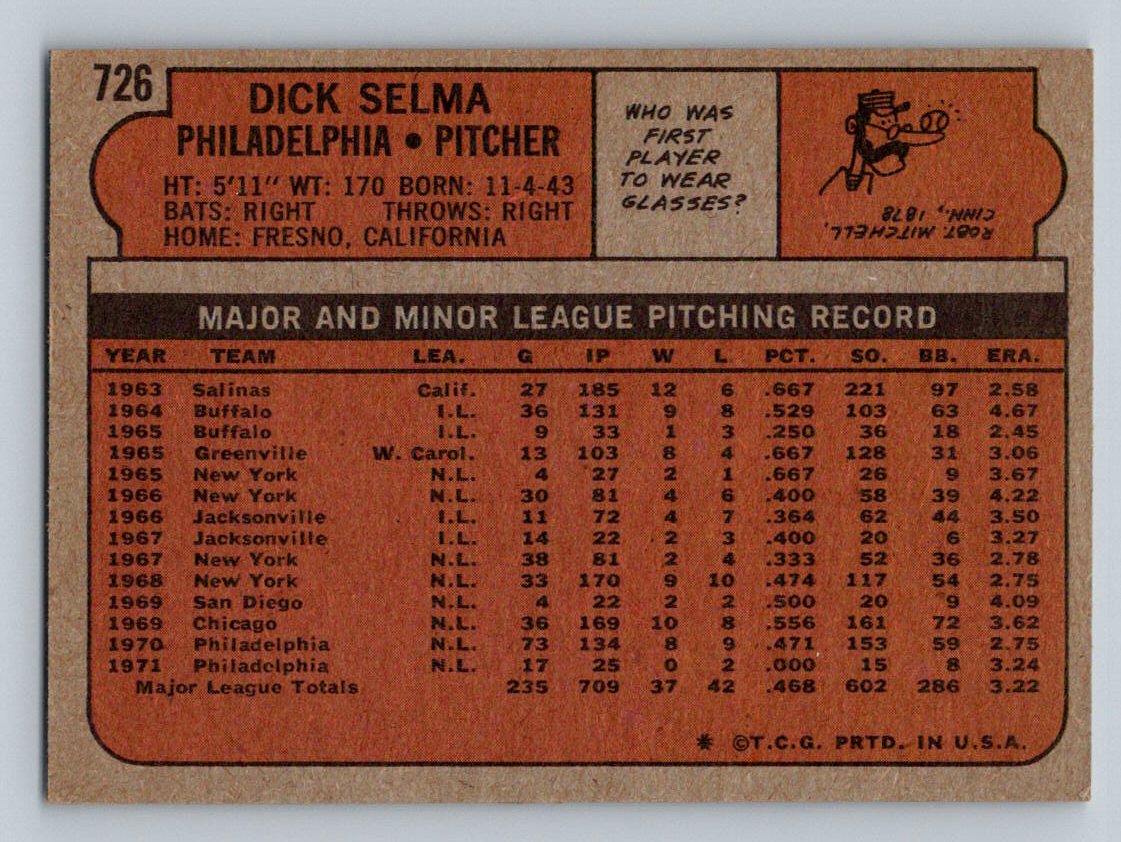 726
DICK SELMA
PHILADELPHIA • PITCHER
HT: 5'11" WT: 170 BORN: 11-4-43
BATS: RIGHT THROWS: RIGHT
HOME: FRESNO, CALIFORNIA
WHO WAS
FIRST
PLAYER
TO WEAR
GLASSES?
ROBT. MITCHELL,
CINN., 1878
MAJOR AND MINOR LEAGUE PITCHING RECORD
YEAR TEAM LEA. G IP W L PCT. SO. BB. ERA.
1963 Salinas Calif. 27 185 12 6 .667 221 97 2.58
1964 Buffalo I.L. 36 131 9 8 .529 103 63 4.67
1965 Buffalo I.L. 9 33 1 3 .250 36 18 2.45
1965 Greenville W. Carol. 13 103 8 4 .667 128 31 3.06
1965 New York N.L. 4 27 2 1 .667 26 9 3.67
1966 New York N.L. 30 81 4 6 .400 58 39 4.22
1966 Jacksonville I.L. 11 72 4 7 .364 62 44 3.50
1967 Jacksonville I.L. 14 22 2 3 .400 20 6 3.27
1967 New York N.L. 38 81 2 4 .333 52 36 2.78
1968 New York N.L. 33 170 9 10 .474 117 54 2.75
1969 San Diego N.L. 4 22 2 2 .500 20 9 4.09
1969 Chicago N.L. 36 169 10 8 .556 161 72 3.62
1970 Philadelphia N.L. 73 134 8 9 .471 153 59 2.75
1971 Philadelphia N.L. 17 25 0 2 .000 15 8 3.24
Major League Totals 235 709 37 42 .468 602 286 3.22
* ©T.C.G. PRTD. IN U.S.A.